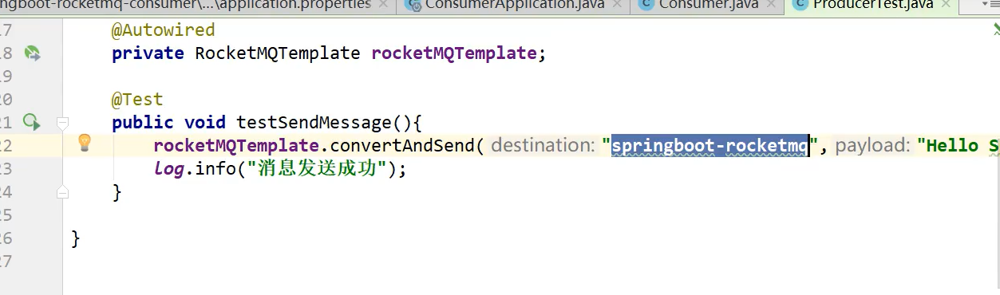 ngboot-rocketmq-consumer\...\application.properties × ConsumerApplication.java × Consumer.java × ProducerTest.java ×
17 @Autowired
18 private RocketMQTemplate rocketMQTemplate;
19
20 @Test
21 public void testSendMessage(){
22 rocketMQTemplate.convertAndSend( destination: "springboot-rocketmq", payload: "Hello S
23 log.info("消息发送成功");
24 }
25
26 }
27